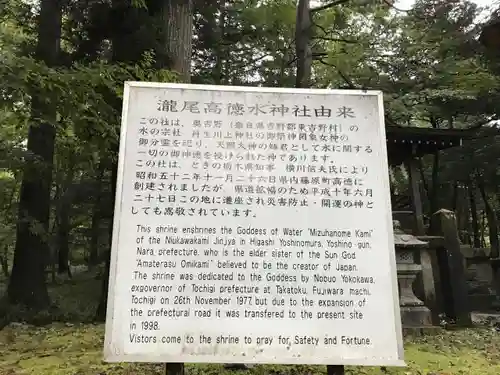 瀧尾高徳水神社由来
この社は、奥吉野(奈良県吉野郡東吉野村)の
水の宗社 丹生川上神社の御祭神罔象女神の
御分霊を祀り、天照大神の姉君として水に関する
一切の御神徳を授けられた神であります。
この社は、ときの栃木県知事 横川信夫氏により
昭和五十二年十一月二十六日県内藤原町高徳に
創建されましたが、県道拡幅のため平成十年六月
二十七日この地に遷座され災害防止・開運の神と
しても高敬されています。
This shrine enshrines the Goddess of Water "Mizuhanome Kami"
of the Niukawakami Jinjya in Higashi Yoshinomura, Yoshino-gun,
Nara prefecture, who is the elder sister of the Sun God
"Amaterasu Omikami" believed to be the creator of Japan.
The shrine was dedicated to the Goddess by Nobuo Yokokawa,
exgovernor of Tochigi prefecture at Takatoku, Fujiwara machi,
Tochigi on 26th November 1977 but due to the expansion of
the prefectural road it was transfered to the present site
in 1998.
Visitors come to the shrine to pray for Safety and Fortune.